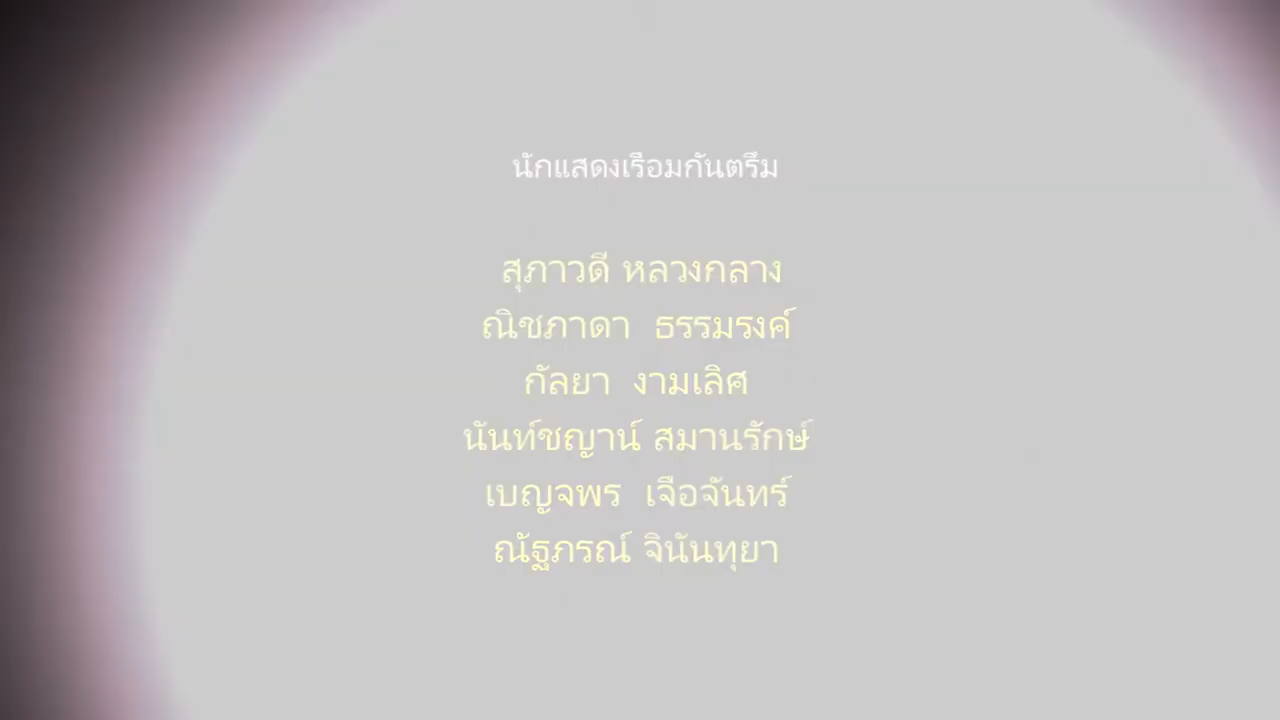 นักแสดงเรือมกันตรึม
สุภาวดี หลวงกลาง
ณิชภาดา ธรรมรงค์
กัลยา งามเลิศ
นันท์ชญาน์ สมานรักษ์
เบญจพร เจือจันทร์
ณัฐภรณ์ จินันทุยา